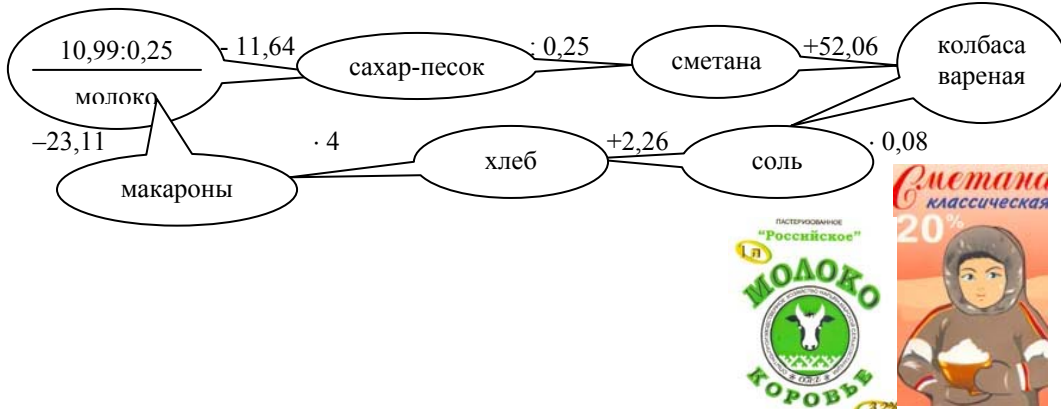 10,99:0,25
молоко
- 11,64
сахар-песок
: 0,25
сметана
+52,06
колбаса
вареная
–23,11
макароны
· 4
хлеб
+2,26
соль
· 0,08
ПАСТЕРИЗОВАННОЕ
"Российское"
1 л
МОЛОКО
КОРОВЬЕ
Сметана
классическая
20%